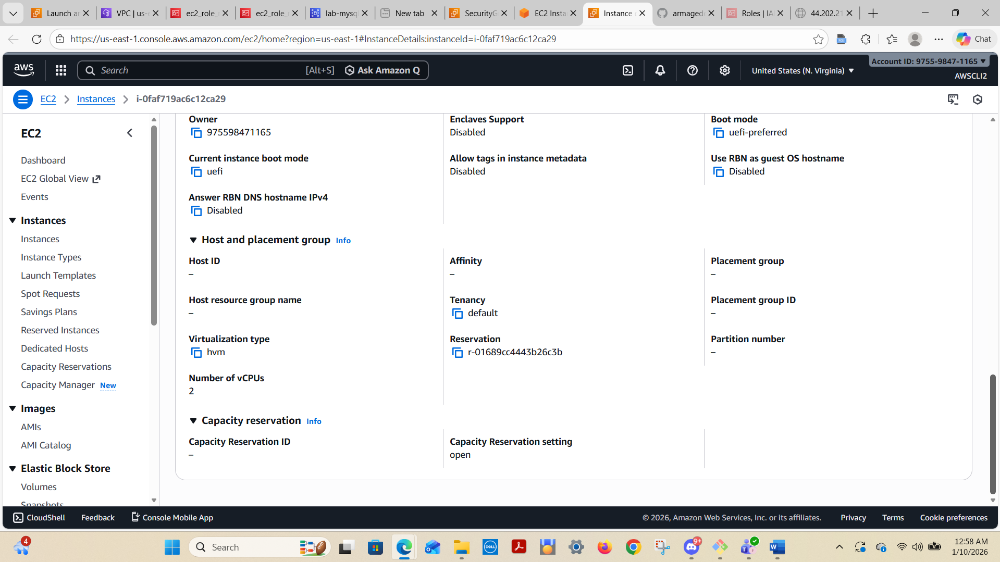 Launch an
VPC | us-e
ec2_role_
ec2_role_
lab-mysq
New tab
SecurityG
EC2 Insta
Instance
armagedd
Roles | IA
44.202.21
https://us-east-1.console.aws.amazon.com/ec2/home?region=us-east-1#InstanceDetails:instanceId=i-0faf719ac6c12ca29
Chat
aws
Search
[Alt+S]
Ask Amazon Q
United States (N. Virginia)
Account ID: 9755-9847-1165
AWSCLI2
EC2
Instances
i-0faf719ac6c12ca29
EC2
Dashboard
EC2 Global View
Events
Instances
Instances
Instance Types
Launch Templates
Spot Requests
Savings Plans
Reserved Instances
Dedicated Hosts
Capacity Reservations
Capacity Manager New
Images
AMIs
AMI Catalog
Elastic Block Store
Volumes
Snapshots
Owner
975598471165
Enclaves Support
Disabled
Boot mode
uefi-preferred
Current instance boot mode
uefi
Allow tags in instance metadata
Disabled
Use RBN as guest OS hostname
Disabled
Answer RBN DNS hostname IPv4
Disabled
Host and placement group Info
Host ID
–
Affinity
–
Placement group
–
Host resource group name
–
Tenancy
default
Placement group ID
–
Virtualization type
hvm
Reservation
r-01689cc4443b26c3b
Partition number
–
Number of vCPUs
2
Capacity reservation Info
Capacity Reservation ID
–
Capacity Reservation setting
open
CloudShell
Feedback
Console Mobile App
© 2026, Amazon Web Services, Inc. or its affiliates.
Privacy
Terms
Cookie preferences
4
Search
DELL
9+
12:58 AM
1/10/2026